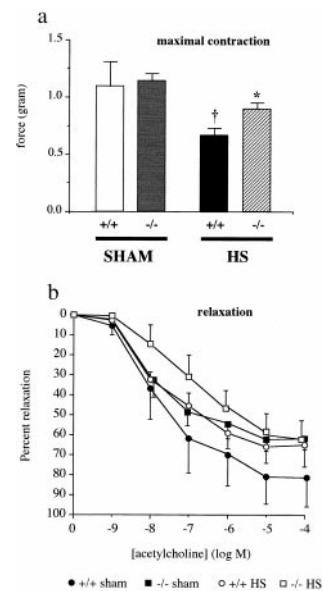 a
maximal contraction
force (gram)
1.5
1.0
0.5
0.0
†
*
+/+ -/- +/+ -/-
SHAM HS
b
relaxation
Percent relaxation
0
10
20
30
40
50
60
70
80
90
100
0 -9 -8 -7 -6 -5 -4
[acetylcholine] (log M)
+/+ sham -/- sham +/+ HS -/- HS